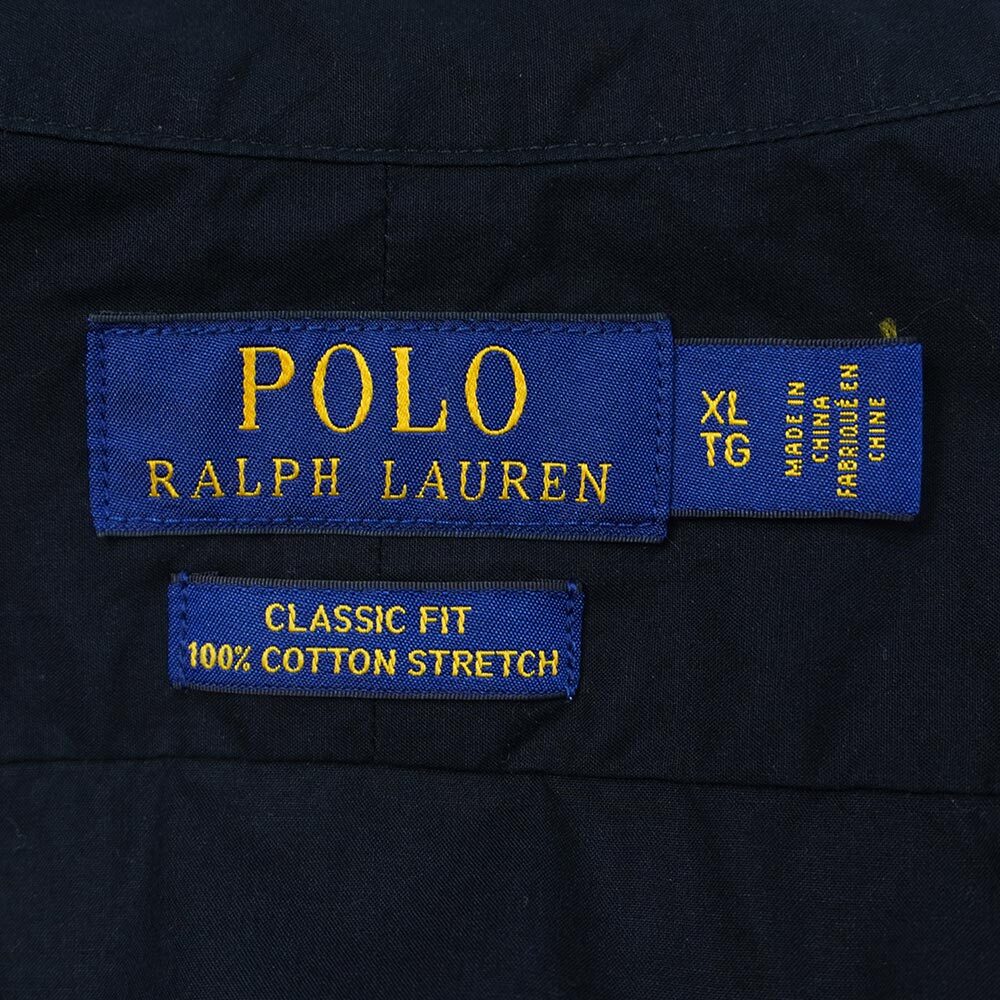 POLO
RALPH LAUREN
XL
TG
MADE IN
CHINA
FABRIQUÉ EN
CHINE
CLASSIC FIT
100% COTTON STRETCH